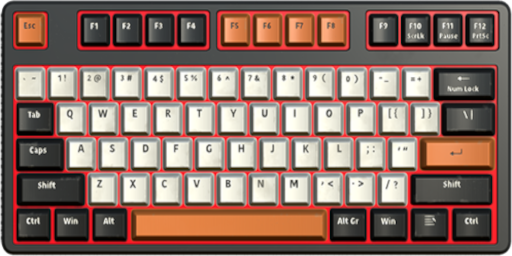 Esc F1 F2 F3 F4 F5 F6 F7 F8 F9 F10 ScrLk F11 Pause F12 PrtSc
` ~ 1 ! 2 @ 3 # 4 $ 5 % 6 ^ 7 & 8 * 9 ( 0 ) - _ = + ← Num Lock
Tab Q W E R T Y U I O P [ { ] } \ |
Caps A S D F G H J K L ; : ' " ↵
Shift Z X C V B N M , < . > / ? Shift
Ctrl Win Alt Alt Gr Win Ctrl